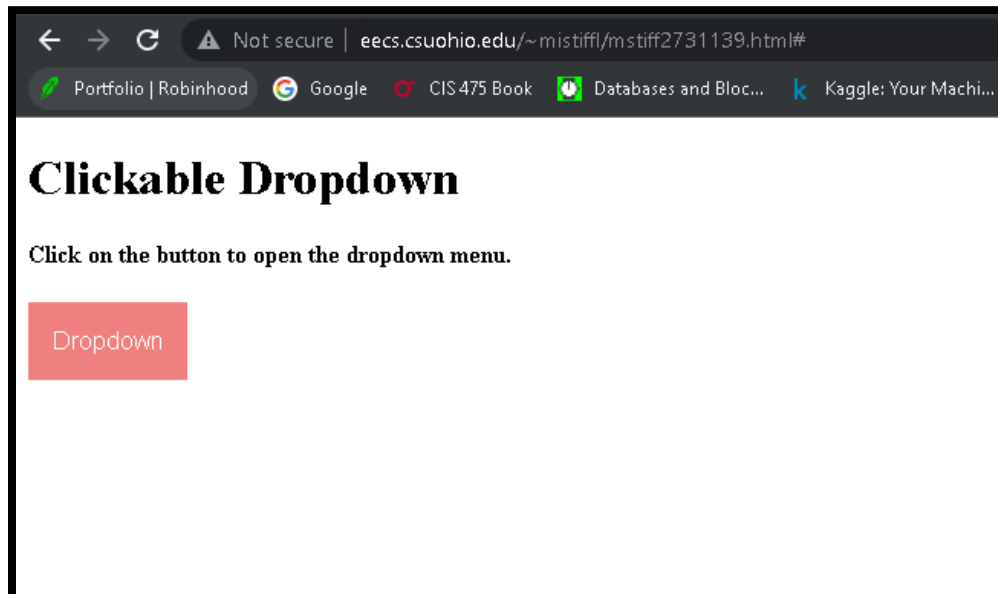 Not secure | eecs.csuohio.edu/~mistiffl/mstiff2731139.html#
Portfolio | Robinhood Google CIS 475 Book Databases and Bloc... Kaggle: Your Machi...
Clickable Dropdown
Click on the button to open the dropdown menu.
Dropdown